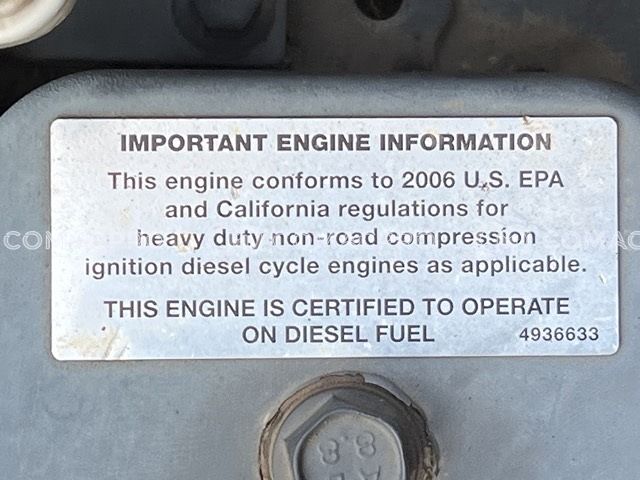 IMPORTANT ENGINE INFORMATION
This engine conforms to 2006 U.S. EPA
and California regulations for
heavy duty non-road compression
ignition diesel cycle engines as applicable.
THIS ENGINE IS CERTIFIED TO OPERATE
ON DIESEL FUEL 4936633
8.8